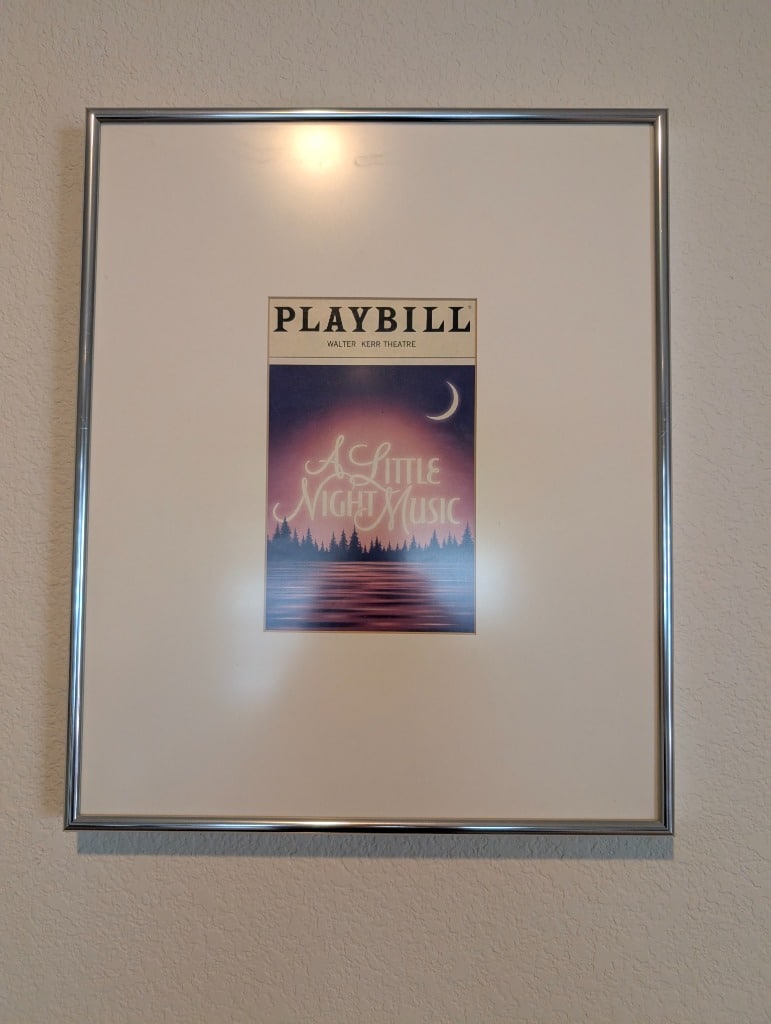 PLAYBILL
WALTER KERR THEATRE
A LITTLE
NIGHT MUSIC